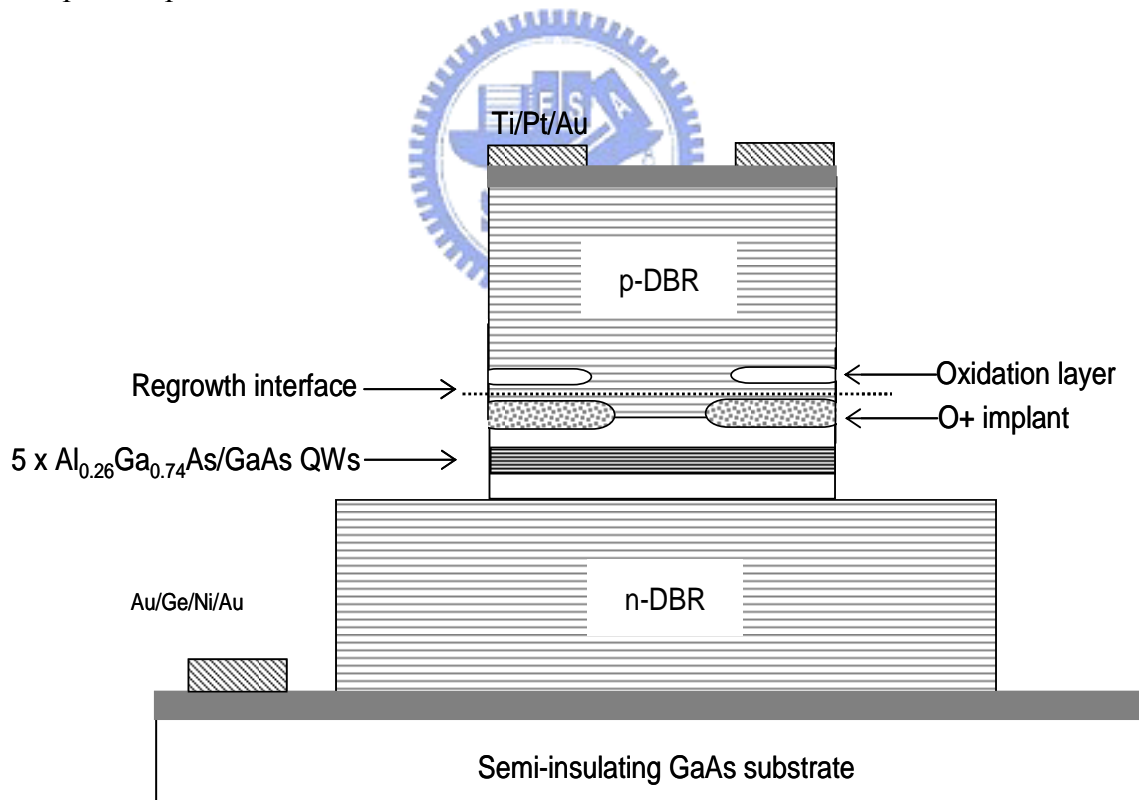 Ti/Pt/Au
p-DBR
Regrowth interface
Oxidation layer
O+ implant
5 x Al₀.₂₆Ga₀.₇₄As/GaAs QWs
Au/Ge/Ni/Au
n-DBR
Semi-insulating GaAs substrate